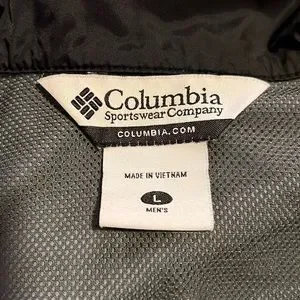 Columbia
Sportswear Company
COLUMBIA.COM
MADE IN VIETNAM
L
MEN'S